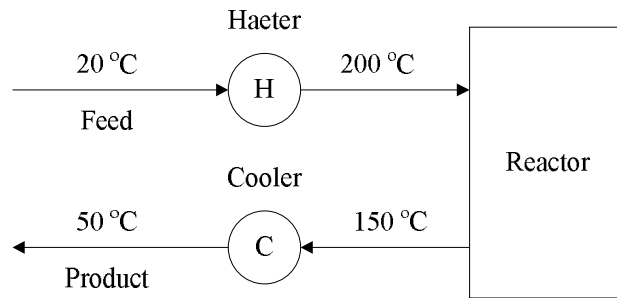 Haeter
20 °C
H
200 °C
Feed
Reactor
Cooler
50 °C
C
150 °C
Product